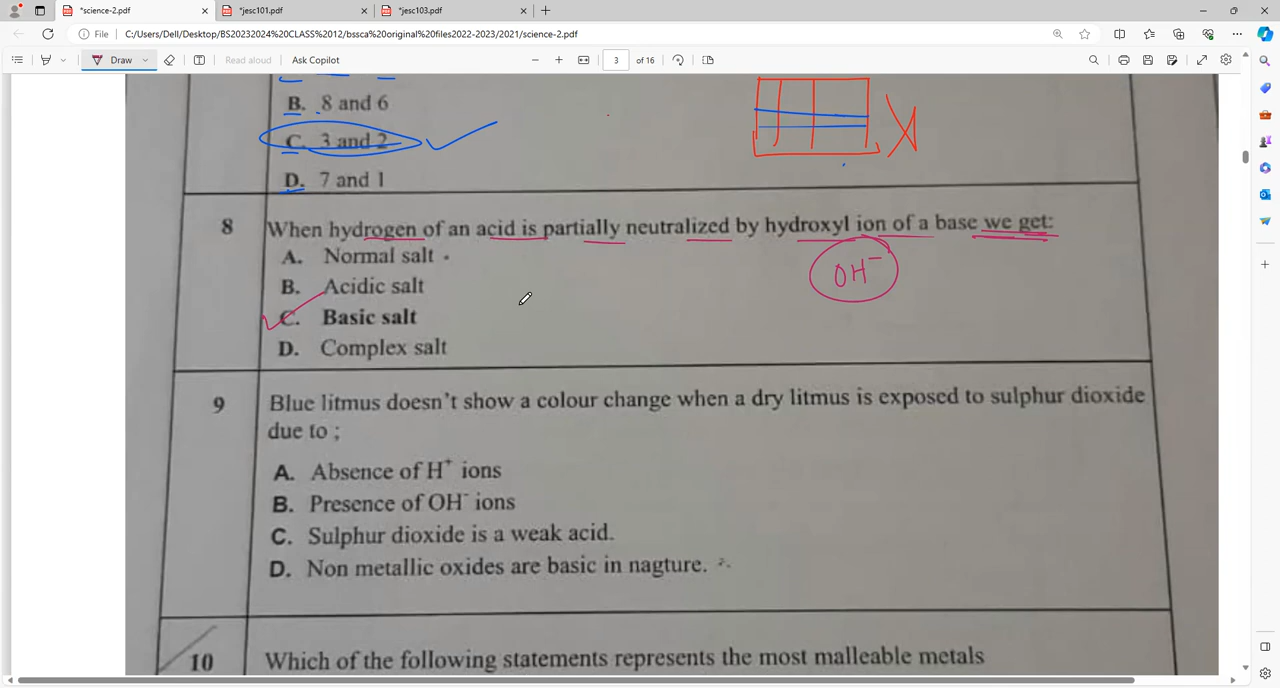 *science-2.pdf
*jesc101.pdf
*jesc103.pdf
File
C:/Users/Dell/Desktop/BS20232024%20CLASS%2012/bssca%20original%20files2022-2023/2021/science-2.pdf
Draw
Read aloud
Ask Copilot
3
of 16
B. 8 and 6
C. 3 and 2
D. 7 and 1
8
When hydrogen of an acid is partially neutralized by hydroxyl ion of a base we get:
A. Normal salt
B. Acidic salt
C. Basic salt
D. Complex salt
OH⁻
9
Blue litmus doesn't show a colour change when a dry litmus is exposed to sulphur dioxide
due to ;
A. Absence of H⁺ ions
B. Presence of OH⁻ ions
C. Sulphur dioxide is a weak acid.
D. Non metallic oxides are basic in nagture.
10
Which of the following statements represents the most malleable metals